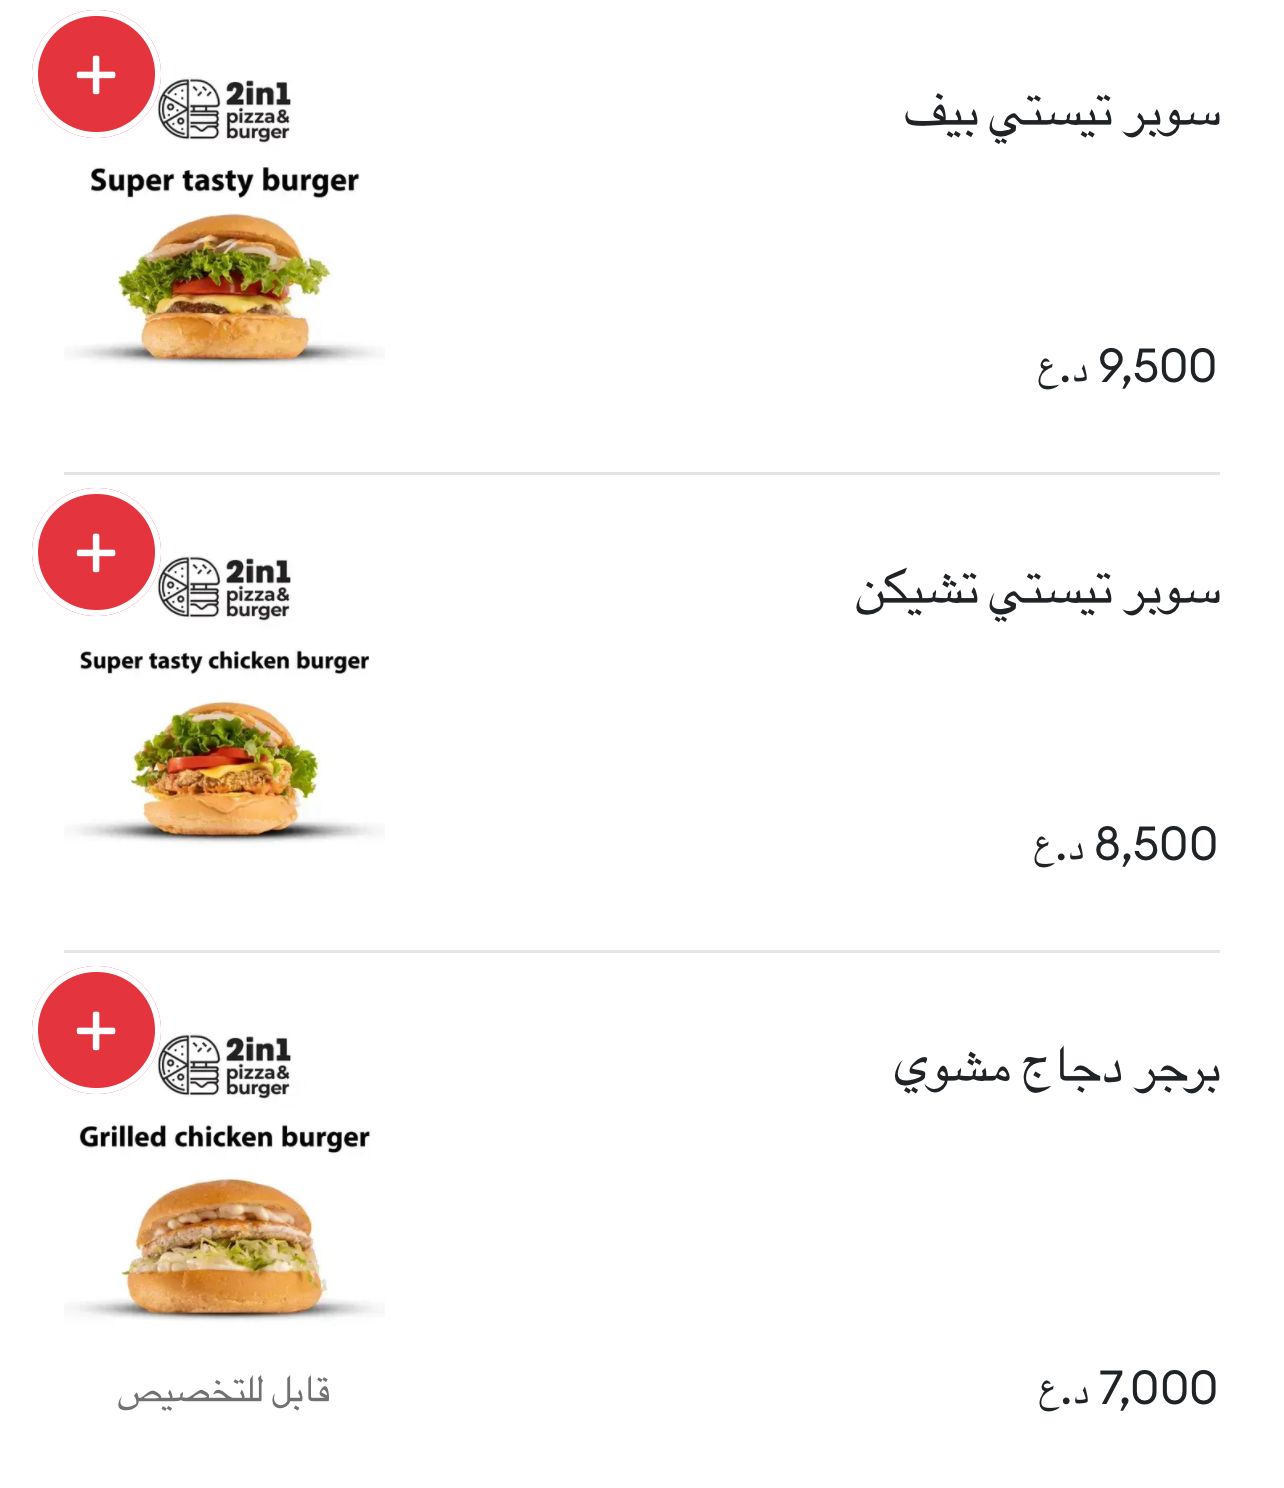 سوبر تيستي بيف
2in1
pizza&
burger
Super tasty burger
9,500 د.ع
سوبر تيستي تشيكن
2in1
pizza&
burger
Super tasty chicken burger
8,500 د.ع
برجر دجاج مشوي
2in1
pizza&
burger
Grilled chicken burger
7,000 د.ع
قابل للتخصيص